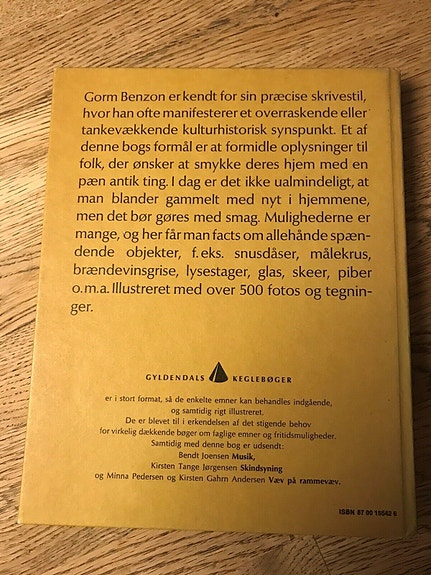 Gorm Benzon er kendt for sin præcise skrivestil,
hvor han ofte manifesterer et overraskende eller
tankevækkende kulturhistorisk synspunkt. Et af
denne bogs formål er at formidle oplysninger til
folk, der ønsker at smykke deres hjem med en
pæn antik ting. I dag er det ikke ualmindeligt, at
man blander gammelt med nyt i hjemmene,
men det bør gøres med smag. Mulighederne er
mange, og her får man facts om allehånde spæn-
dende objekter, f.eks. snusdåser, målekrus,
brændevinsgrise, lysestager, glas, skeer, piber
o.m.a. Illustreret med over 500 fotos og tegnin-
ger.
GYLDENDALS KEGLEBØGER
er i stort format, så de enkelte emner kan behandles indgående,
og samtidig rigt illustreret.
De er blevet til i erkendelsen af det stigende behov
for virkelig dækkende bøger om faglige emner og fritidsmuligheder.
Samtidig med denne bog er udsendt:
Bendt Joensen Musik,
Kirsten Tange Jørgensen Skindsyning
og Minna Pedersen og Kirsten Gahrn Andersen Væv på rammevæv.
ISBN 87 00 16542 6